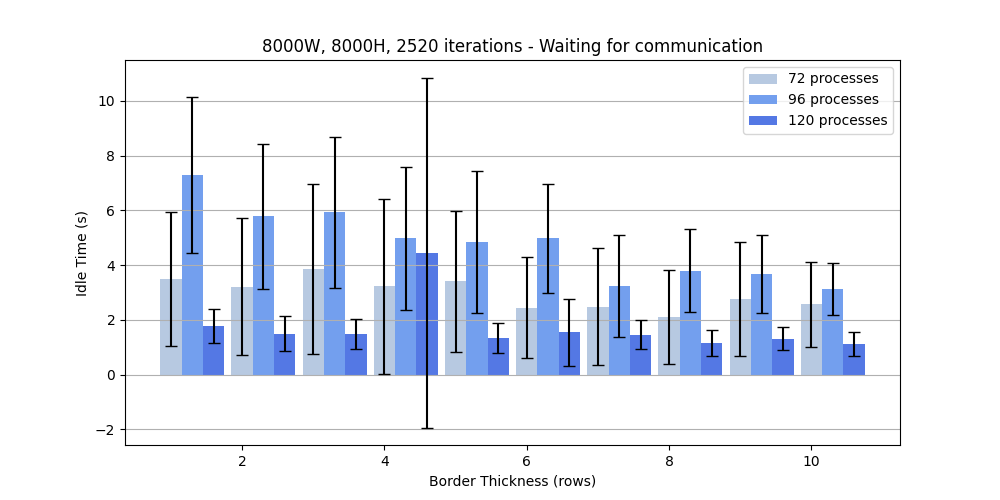 8000W, 8000H, 2520 iterations - Waiting for communication
72 processes
96 processes
120 processes
Idle Time (s)
10
8
6
4
2
0
−2
2
4
6
8
10
Border Thickness (rows)